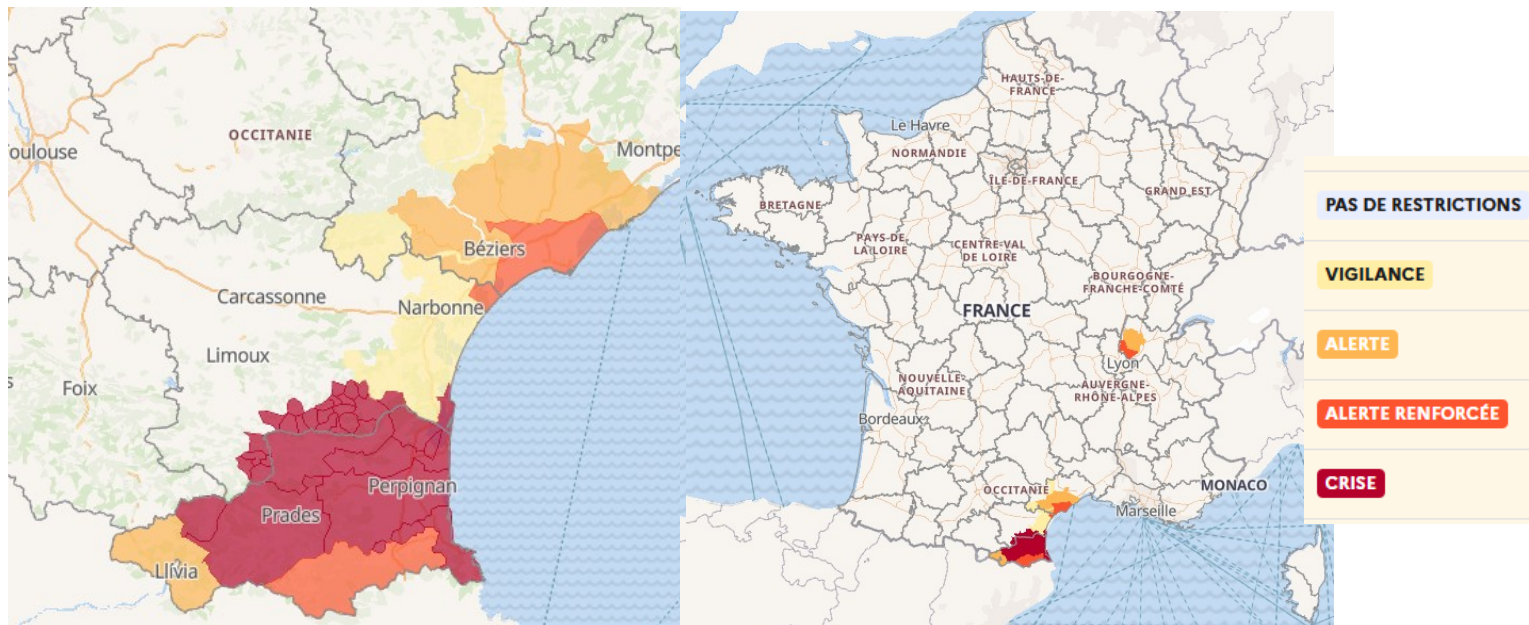 OCCITANIE
oulouse
Montpe
Béziers
Carcassonne
Narbonne
Limoux
Foix
Perpignan
Prades
Llívia
HAUTS-DE-
FRANCE
Le Havre
NORMANDIE
ÎLE-DE-FRANCE
GRAND EST
BRETAGNE
PAYS-DE-
LA LOIRE
CENTRE-VAL
DE LOIRE
BOURGOGNE-
FRANCHE-COMTÉ
FRANCE
Lyon
NOUVELLE-
AQUITAINE
AUVERGNE-
RHÔNE-ALPES
Bordeaux
OCCITANIE
MONACO
Marseille
PAS DE RESTRICTIONS
VIGILANCE
ALERTE
ALERTE RENFORCÉE
CRISE